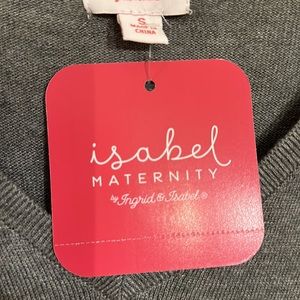 S
MADE IN
CHINA
isabel
MATERNITY
by Ingrid & Isabel®